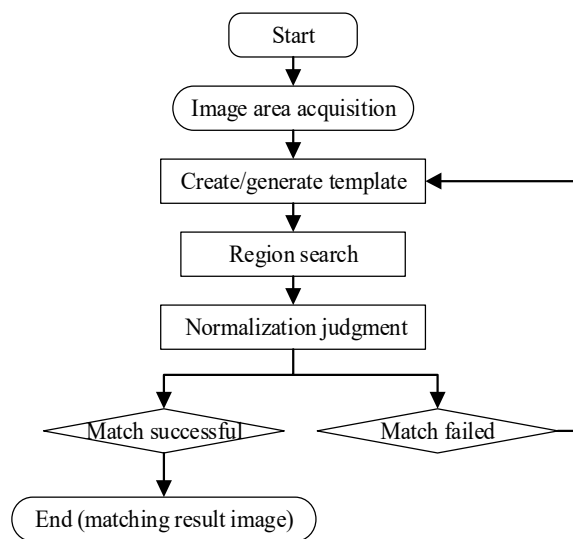 Start
Image area acquisition
Create/generate template
Region search
Normalization judgment
Match successful
Match failed
End (matching result image)